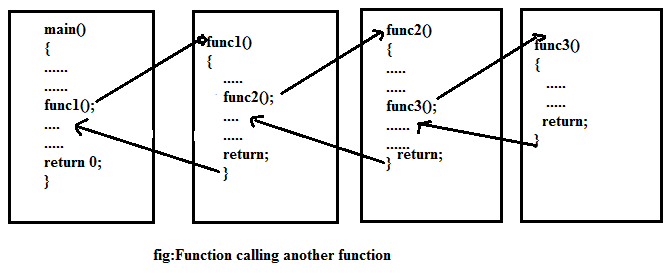 main()
{
......
......
func1();
....
.....
return 0;
}
func1()
{
.....
func2();
....
.....
return;
}
func2()
{
.....
.....
func3();
......
......
return;
}
func3()
{
.....
.....
return;
}
fig:Function calling another function